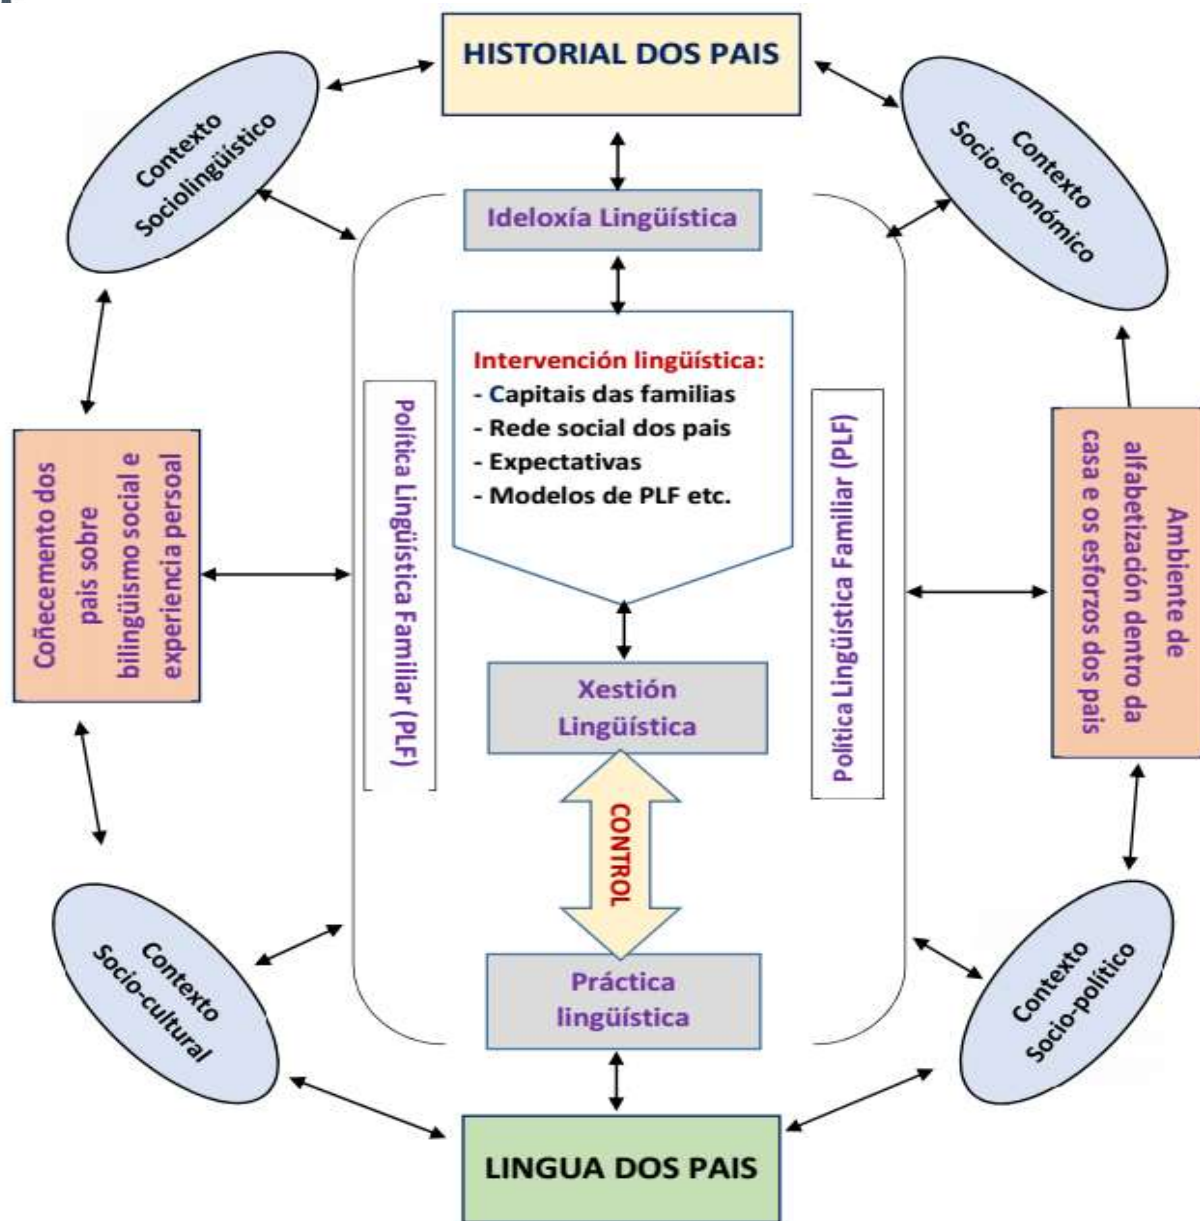 HISTORIAL DOS PAIS
Contexto
Sociolingüístico
Contexto
Socio-económico
Ideloxía Lingüística
Intervención lingüística:
- Capitais das familias
- Rede social dos pais
- Expectativas
- Modelos de PLF etc.
Política Lingüística Familiar (PLF)
Política Lingüística Familiar (PLF)
Coñecemento dos
pais sobre
bilingüismo social e
experiencia persoal
Ambiente de
alfabetización dentro da
casa e os esforzos dos pais
Xestión
Lingüística
CONTROL
Práctica
lingüística
Contexto
Socio-cultural
Contexto
Socio-político
LINGUA DOS PAIS